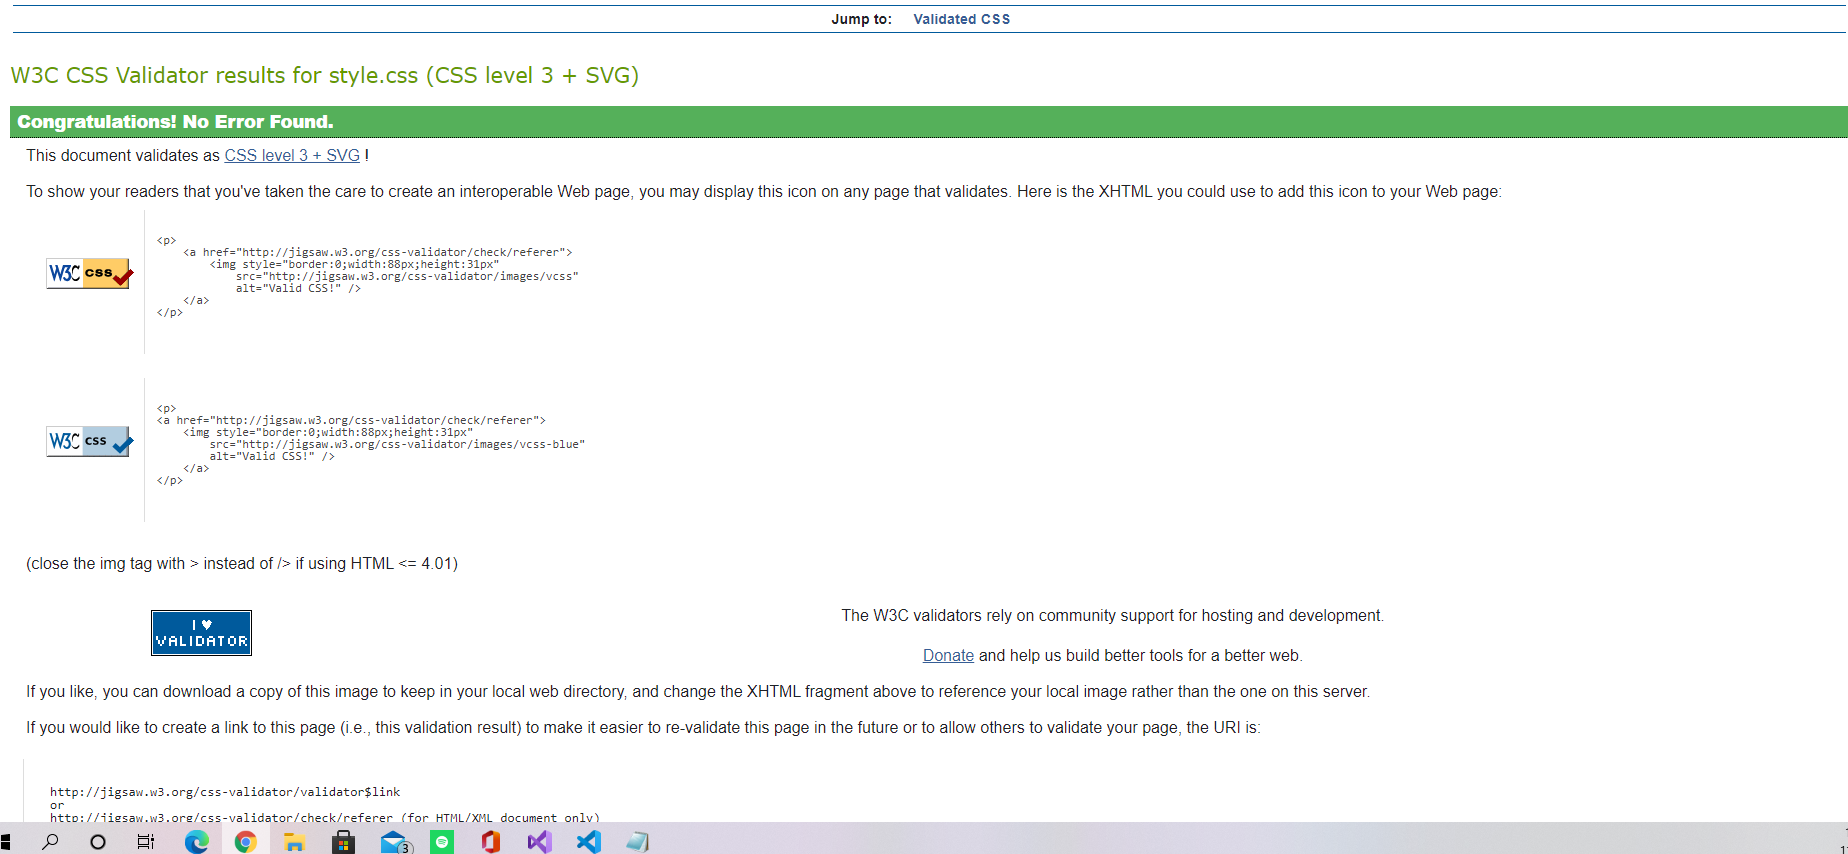 Jump to: Validated CSS
W3C CSS Validator results for style.css (CSS level 3 + SVG)
Congratulations! No Error Found.
This document validates as CSS level 3 + SVG !
To show your readers that you've taken the care to create an interoperable Web page, you may display this icon on any page that validates. Here is the XHTML you could use to add this icon to your Web page:
W3C css
<p>
<a href="http://jigsaw.w3.org/css-validator/check/referer">
<img style="border:0;width:88px;height:31px"
src="http://jigsaw.w3.org/css-validator/images/vcss"
alt="Valid CSS!" />
</a>
</p>
W3C css
<p>
<a href="http://jigsaw.w3.org/css-validator/check/referer">
<img style="border:0;width:88px;height:31px"
src="http://jigsaw.w3.org/css-validator/images/vcss-blue"
alt="Valid CSS!" />
</a>
</p>
(close the img tag with > instead of /> if using HTML <= 4.01)
I ♥
VALIDATOR
The W3C validators rely on community support for hosting and development.
Donate and help us build better tools for a better web.
If you like, you can download a copy of this image to keep in your local web directory, and change the XHTML fragment above to reference your local image rather than the one on this server.
If you would like to create a link to this page (i.e., this validation result) to make it easier to re-validate this page in the future or to allow others to validate your page, the URI is:
http://jigsaw.w3.org/css-validator/validator$link
or
http://jigsaw.w3.org/css-validator/check/referer (for HTML/XML document only)
3